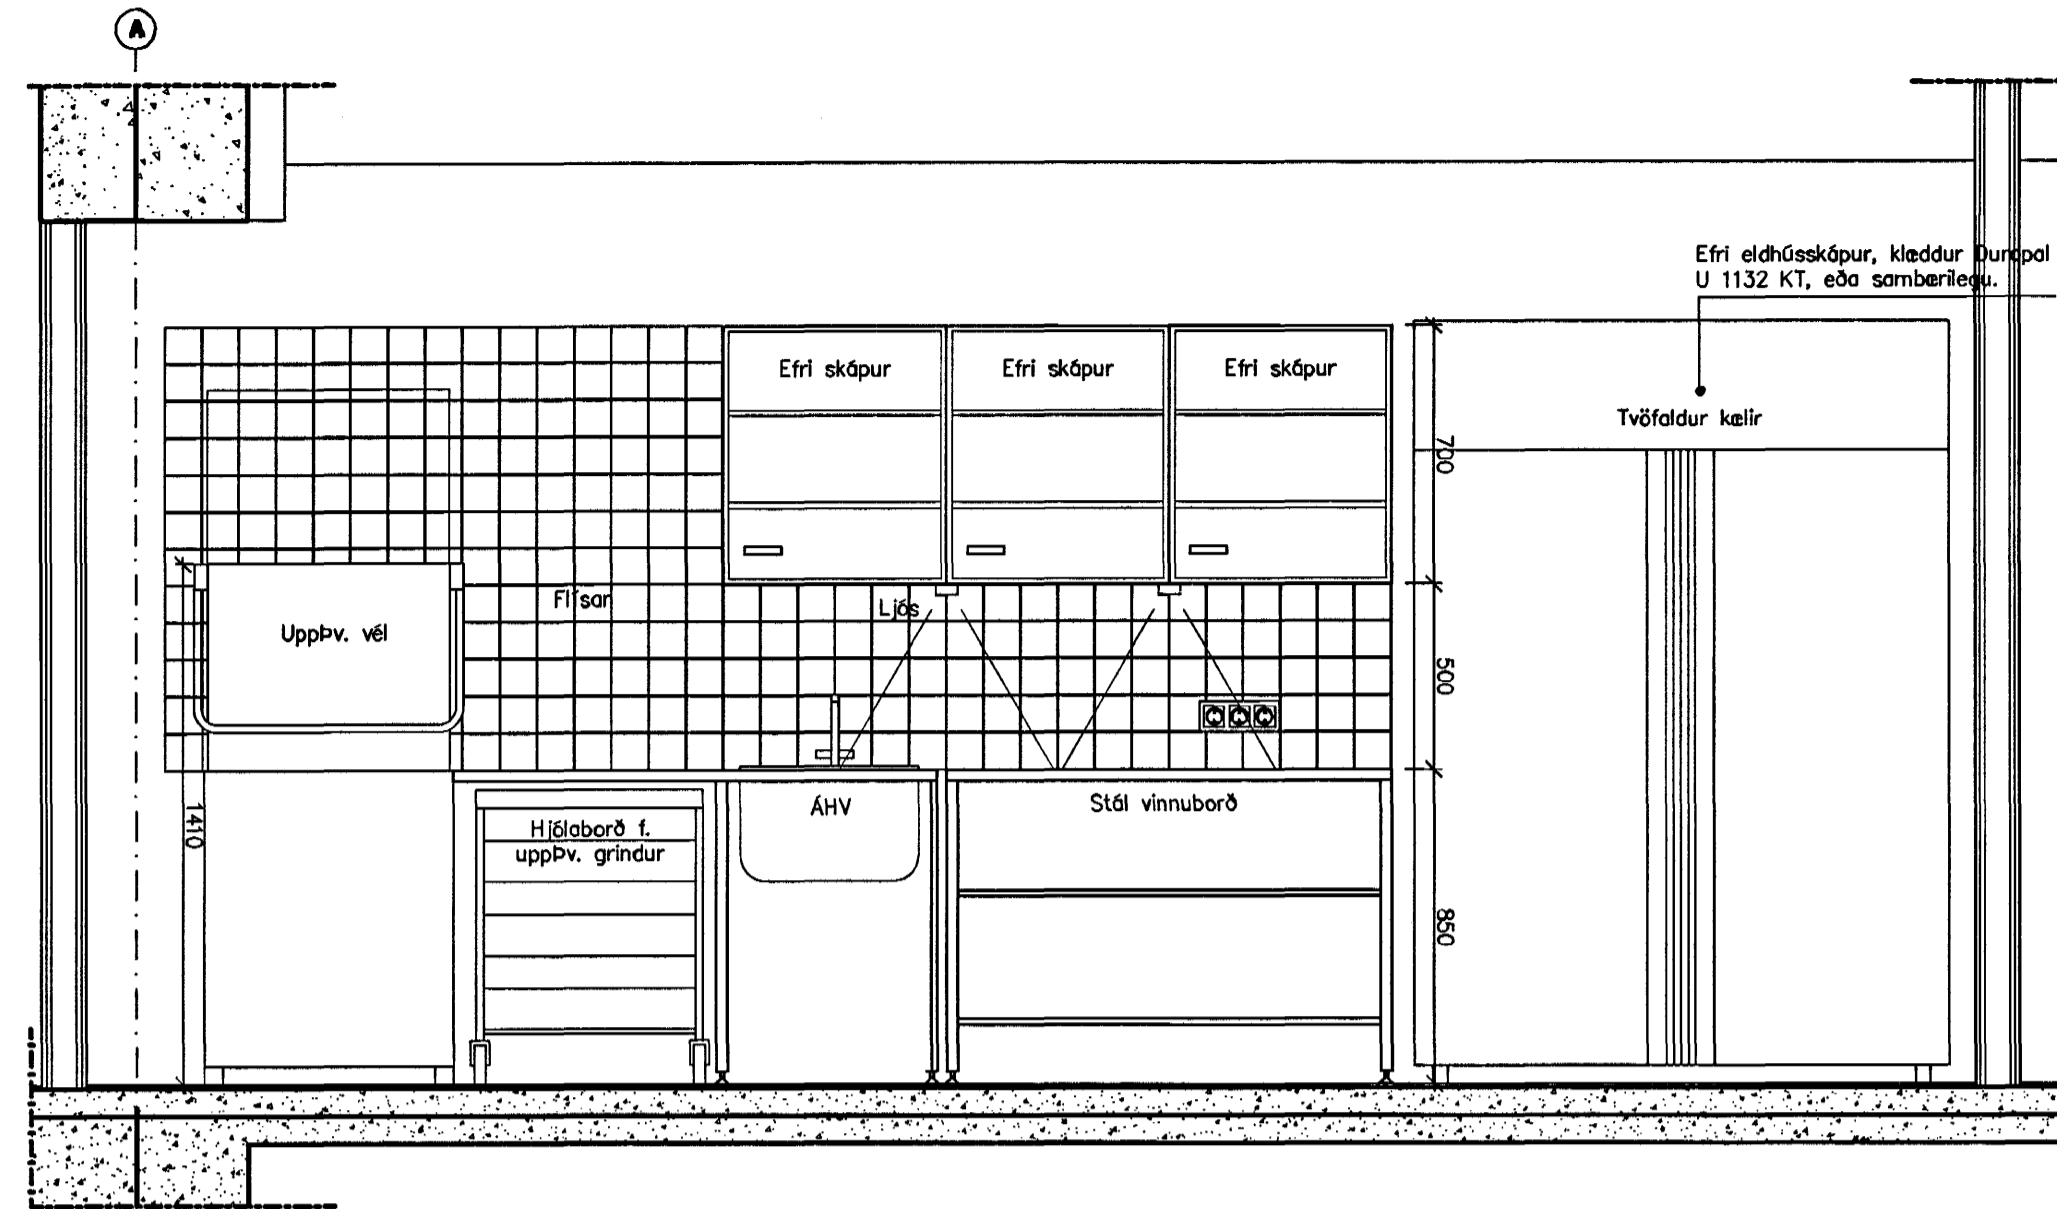 A
Efri eldhússkápur, klæddur Duropal
U 1132 KT, eða sambærilegu.
Efri skápur
Efri skápur
Efri skápur
Tvöfaldur kælir
700
Flísar
Ljós
Uppþv. vél
500
1410
ÁHV
Stál vinnuborð
Hjólaborð f.
uppþv. grindur
850